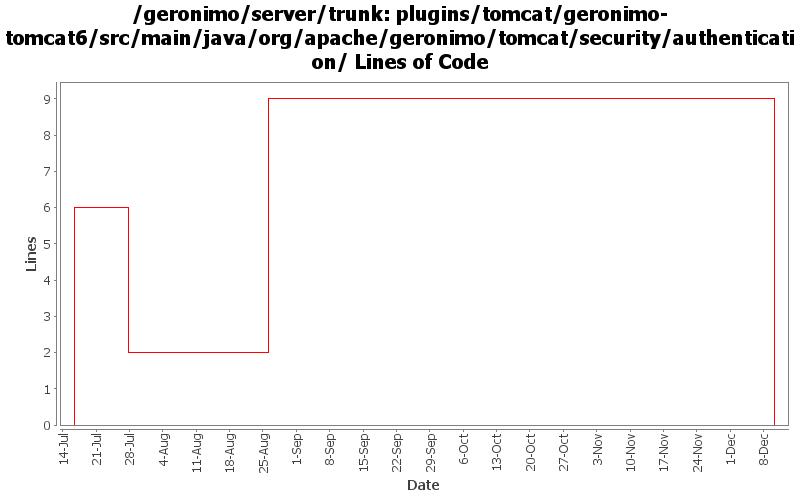 /geronimo/server/trunk: plugins/tomcat/geronimo-
tomcat6/src/main/java/org/apache/geronimo/tomcat/security/authenticati
on/ Lines of Code
9
8
7
6
5
4
3
2
1
0
Lines
14-Jul
21-Jul
28-Jul
4-Aug
11-Aug
18-Aug
25-Aug
1-Sep
8-Sep
15-Sep
22-Sep
29-Sep
6-Oct
13-Oct
20-Oct
27-Oct
3-Nov
10-Nov
17-Nov
24-Nov
1-Dec
8-Dec
Date